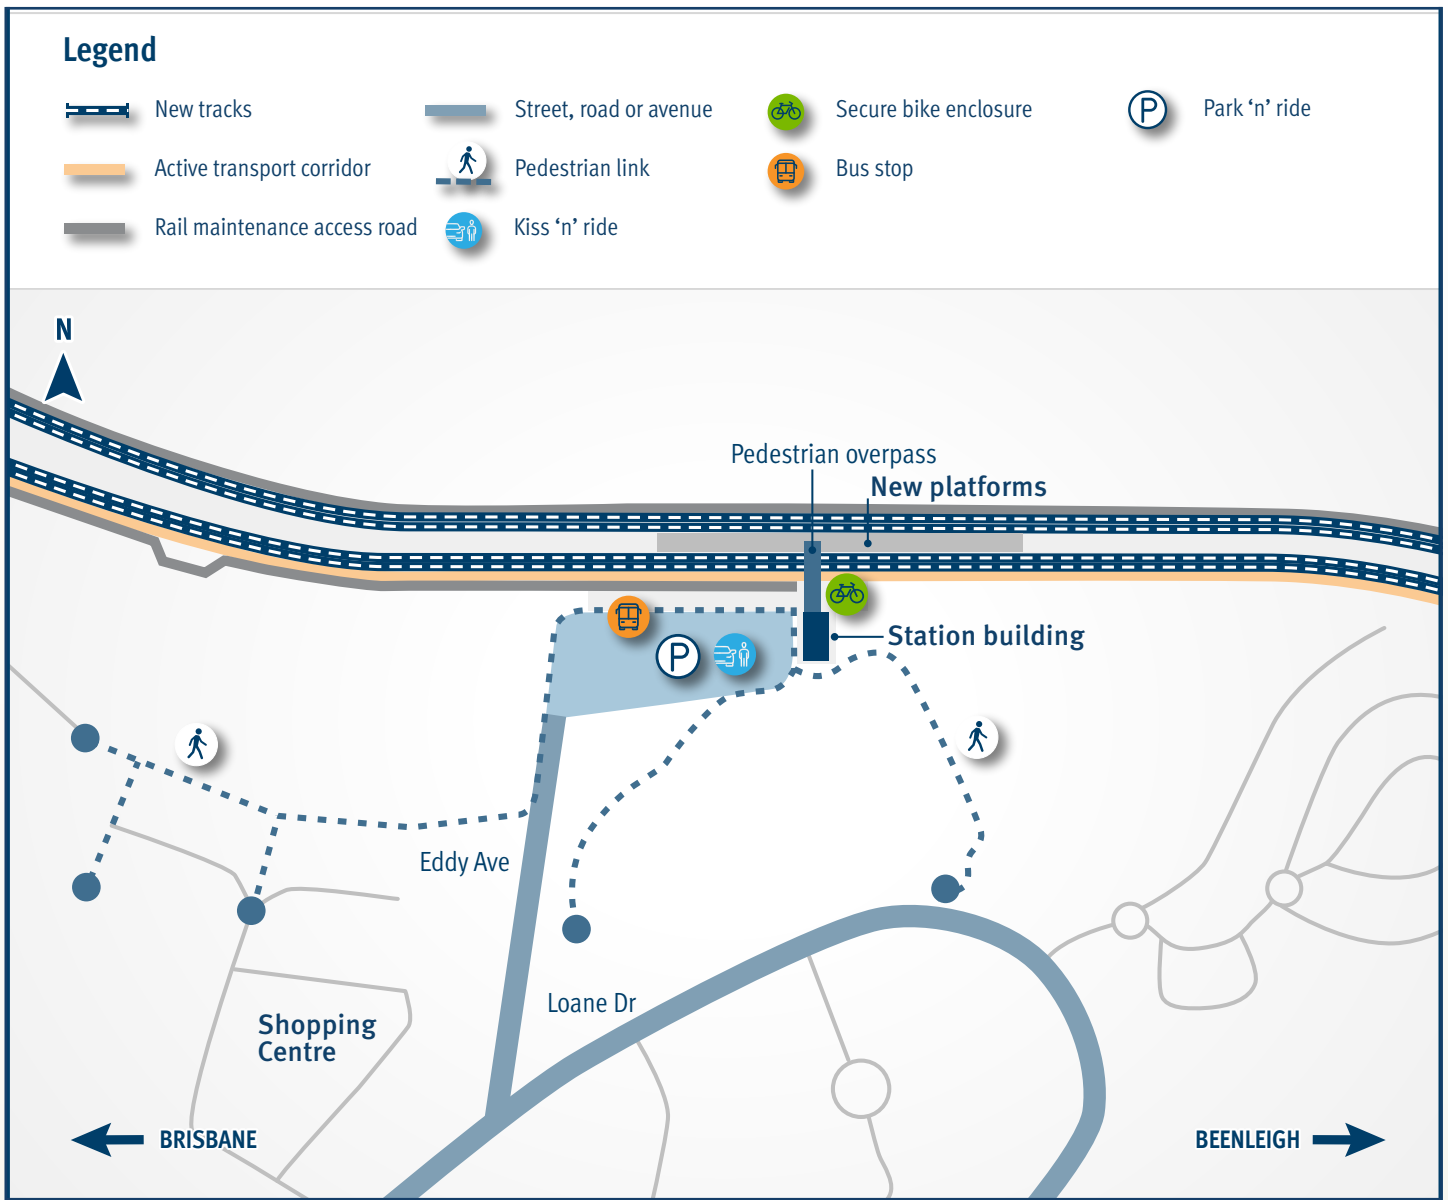 Legend
New tracks
Street, road or avenue
Secure bike enclosure
P
Park ‘n’ ride
Active transport corridor
Pedestrian link
Bus stop
Rail maintenance access road
Kiss ‘n’ ride
N
Pedestrian overpass
New platforms
Station building
P
Eddy Ave
Loane Dr
Shopping
Centre
BRISBANE
BEENLEIGH